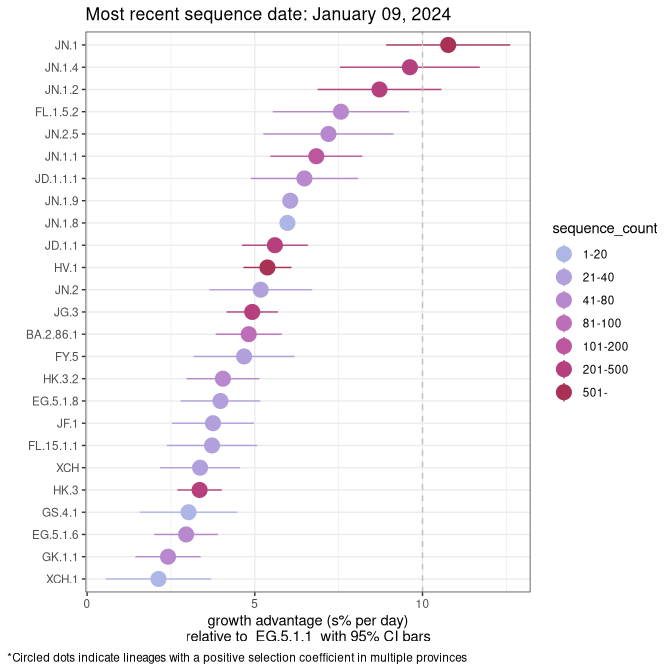 Most recent sequence date: January 09, 2024
JN.1
JN.1.4
JN.1.2
FL.1.5.2
JN.2.5
JN.1.1
JD.1.1.1
JN.1.9
JN.1.8
JD.1.1
HV.1
JN.2
JG.3
BA.2.86.1
FY.5
HK.3.2
EG.5.1.8
JF.1
FL.15.1.1
XCH
HK.3
GS.4.1
EG.5.1.6
GK.1.1
XCH.1
0 5 10
growth advantage (s% per day)
relative to EG.5.1.1 with 95% CI bars
sequence_count
1-20
21-40
41-80
81-100
101-200
201-500
501-
*Circled dots indicate lineages with a positive selection coefficient in multiple provinces